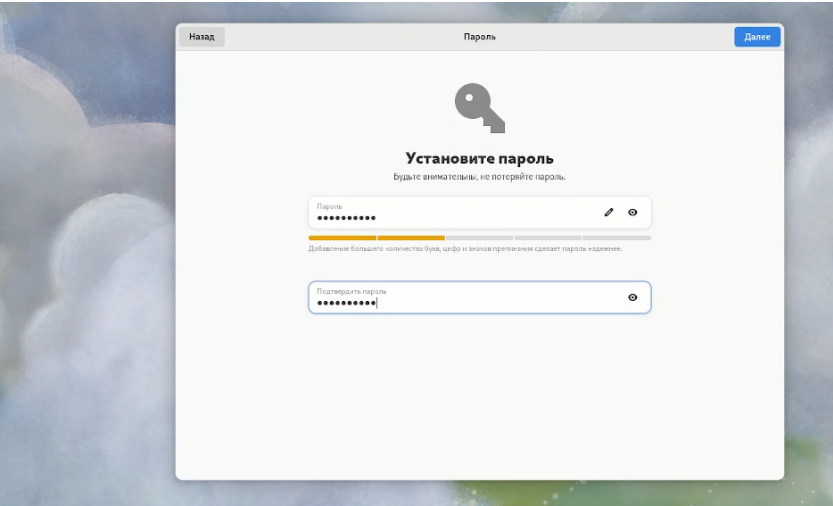 Назад
Пароль
Далее
Установите пароль
Будьте внимательны, не потеряйте пароль.
Пароль
●●●●●●●●●●
Добавление большего количества букв, цифр и знаков препинания сделает пароль надежнее.
Подтвердить пароль
●●●●●●●●●●